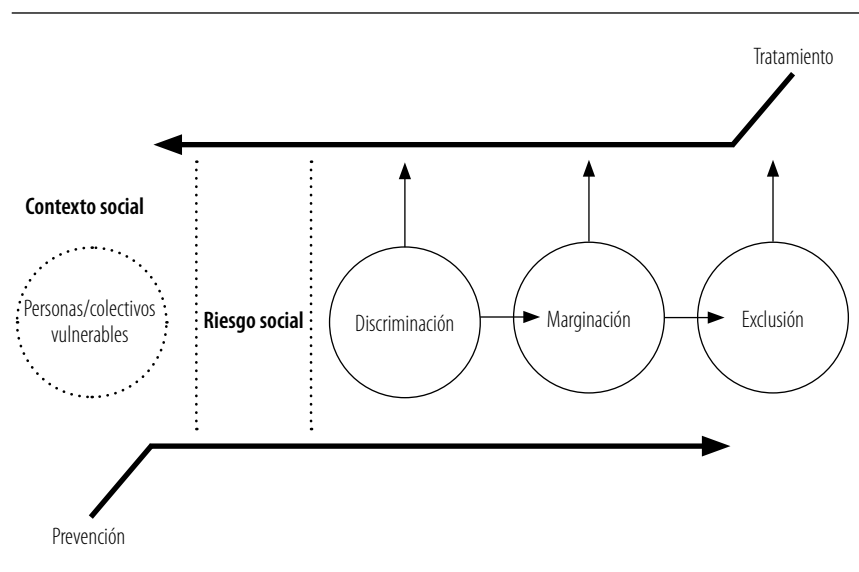 Tratamiento
Contexto social
Personas/colectivos
vulnerables
Riesgo social
Discriminación
Marginación
Exclusión
Prevención